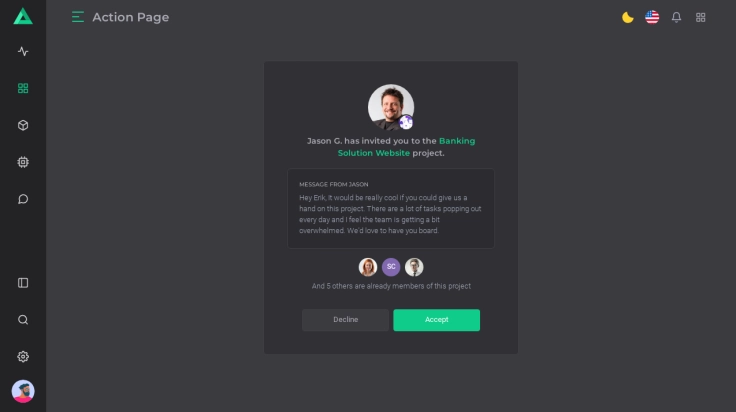 Action Page
Jason G. has invited you to the Banking
Solution Website project.
MESSAGE FROM JASON
Hey Erik, it would be really cool if you could give us a
hand on this project. There are a lot of tasks popping out
every day and I feel the team is getting a bit
overwhelmed. We'd love to have you board.
SC
And 5 others are already members of this project
Decline
Accept